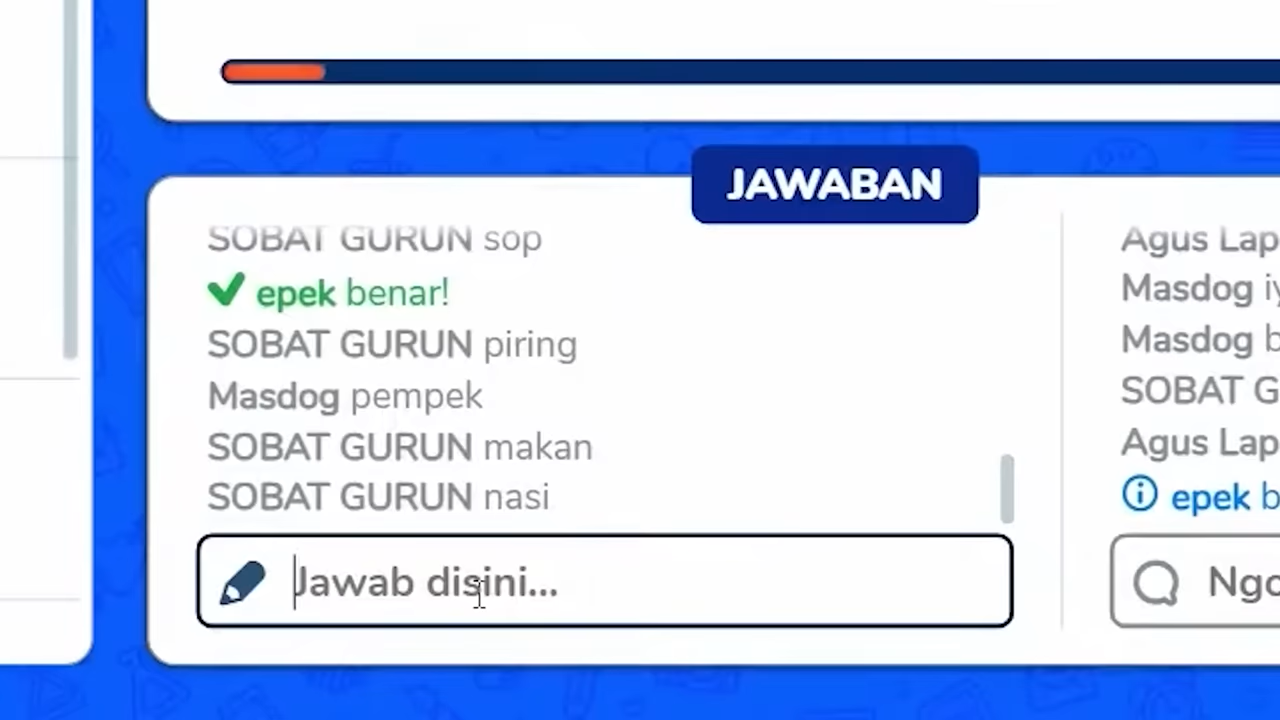 JAWABAN
SOBAT GURUN sop
epek benar!
SOBAT GURUN piring
Masdog pempek
SOBAT GURUN makan
SOBAT GURUN nasi
Jawab disini...
Agus Lap
Masdog iy
Masdog b
SOBAT G
Agus Lap
epek b
Ngo